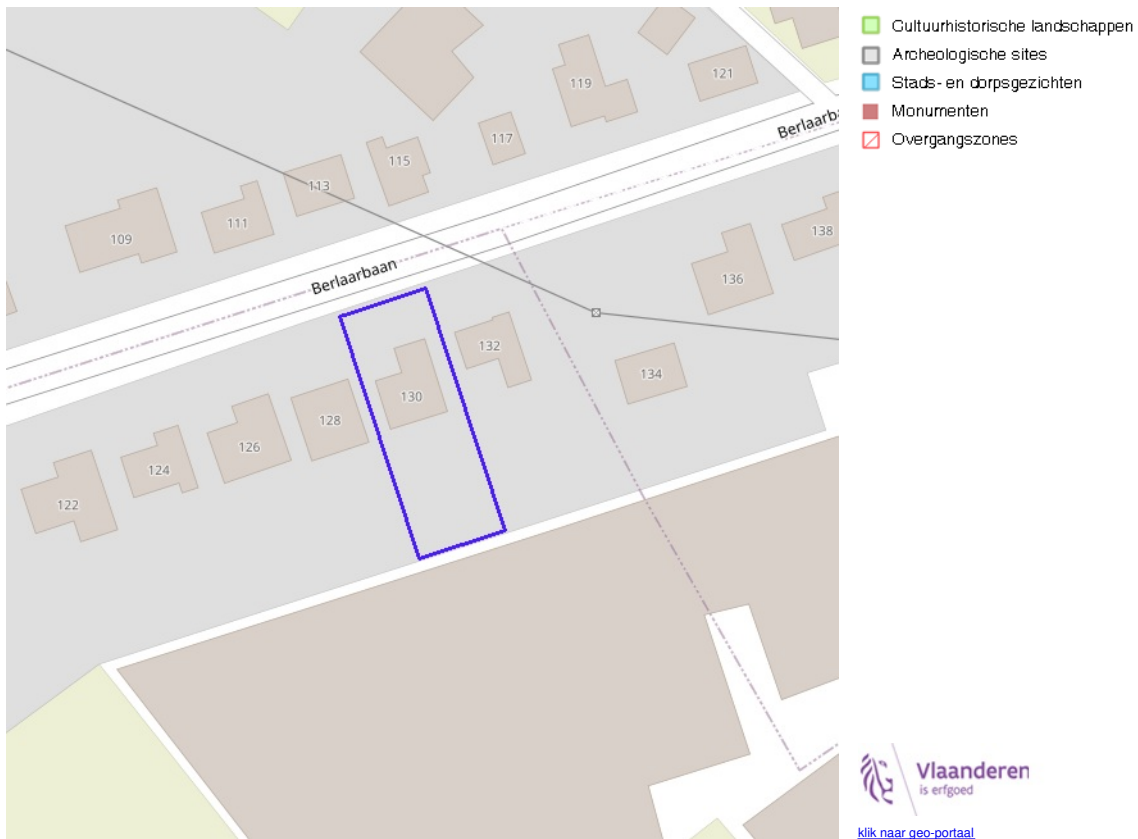 Cultuurhistorische landschappen
Archeologische sites
Stads- en dorpsgezichten
Monumenten
Overgangszones
121
119
117
115
113
111
109
Berlaarba
Berlaarbaan
138
136
134
132
130
128
126
124
122
Vlaanderen
is erfgoed
klik naar geo-portaal